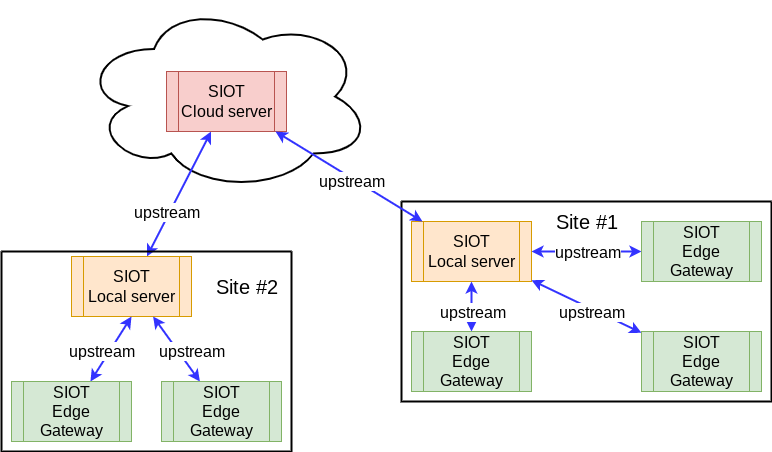 SIOT
Cloud server
upstream
upstream
Site #1
SIOT
Local server
upstream
SIOT
Edge
Gateway
upstream
upstream
SIOT
Edge
Gateway
SIOT
Edge
Gateway
Site #2
SIOT
Local server
upstream
upstream
SIOT
Edge
Gateway
SIOT
Edge
Gateway